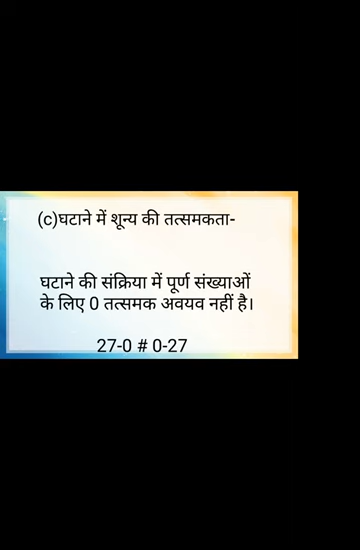 (c)घटाने में शून्य की तत्समकता-
घटाने की संक्रिया में पूर्ण संख्याओं
के लिए 0 तत्समक अवयव नहीं है।
27-0 # 0-27